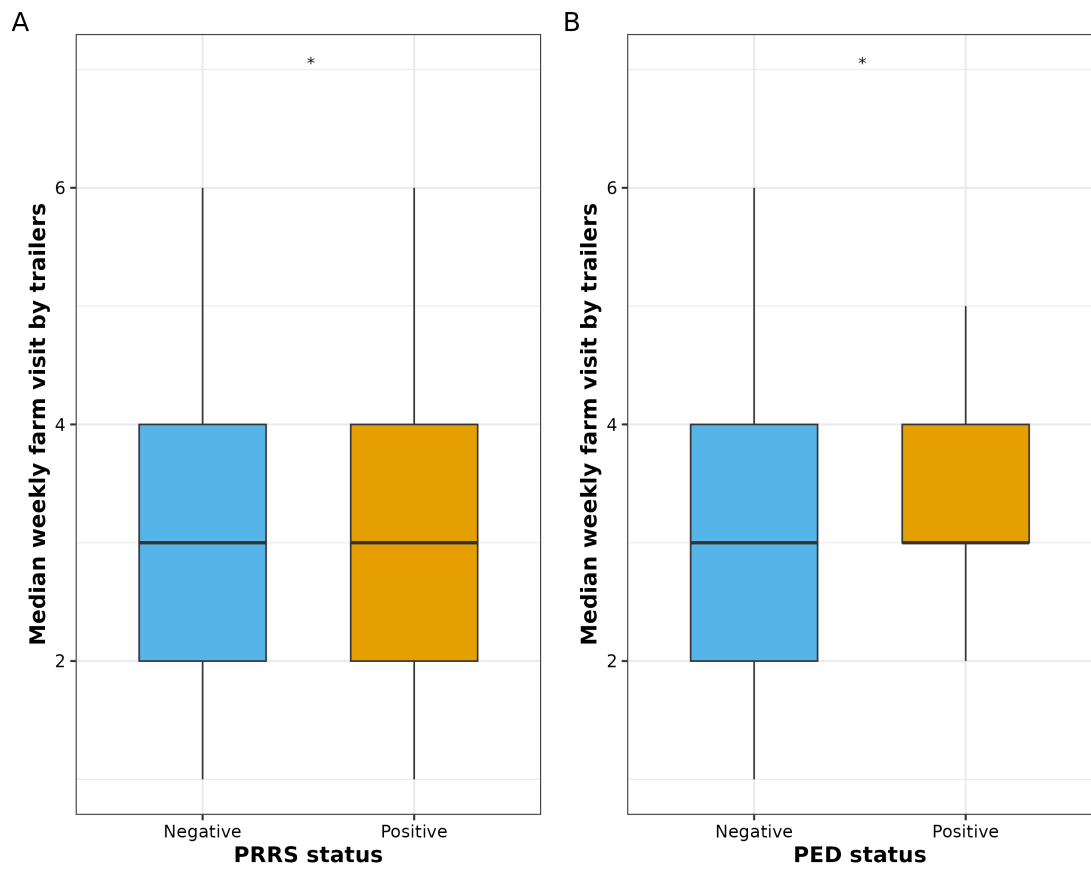 A
*
Median weekly farm visit by trailers
6
4
2
Negative Positive
PRRS status
B
*
Median weekly farm visit by trailers
6
4
2
Negative Positive
PED status